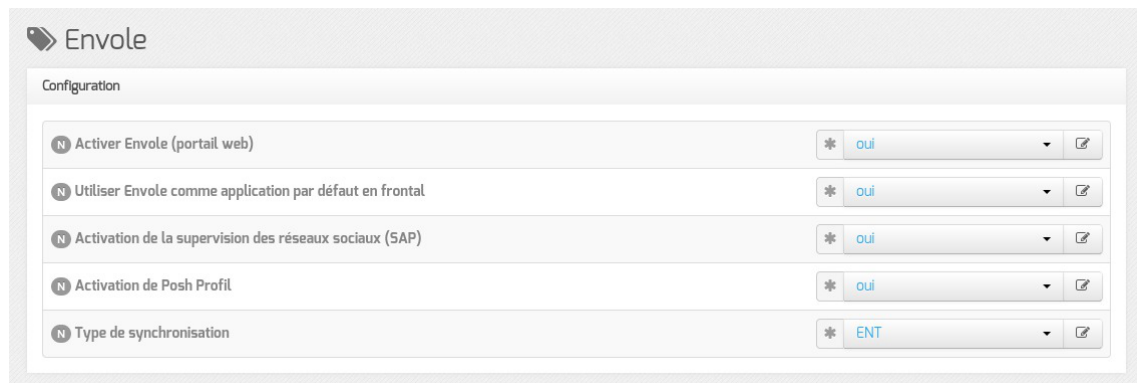 Envole
Configuration
N Activer Envole (portail web) * oui
N Utiliser Envole comme application par défaut en frontal * oui
N Activation de la supervision des réseaux sociaux (SAP) * oui
N Activation de Posh Profil * oui
N Type de synchronisation * ENT